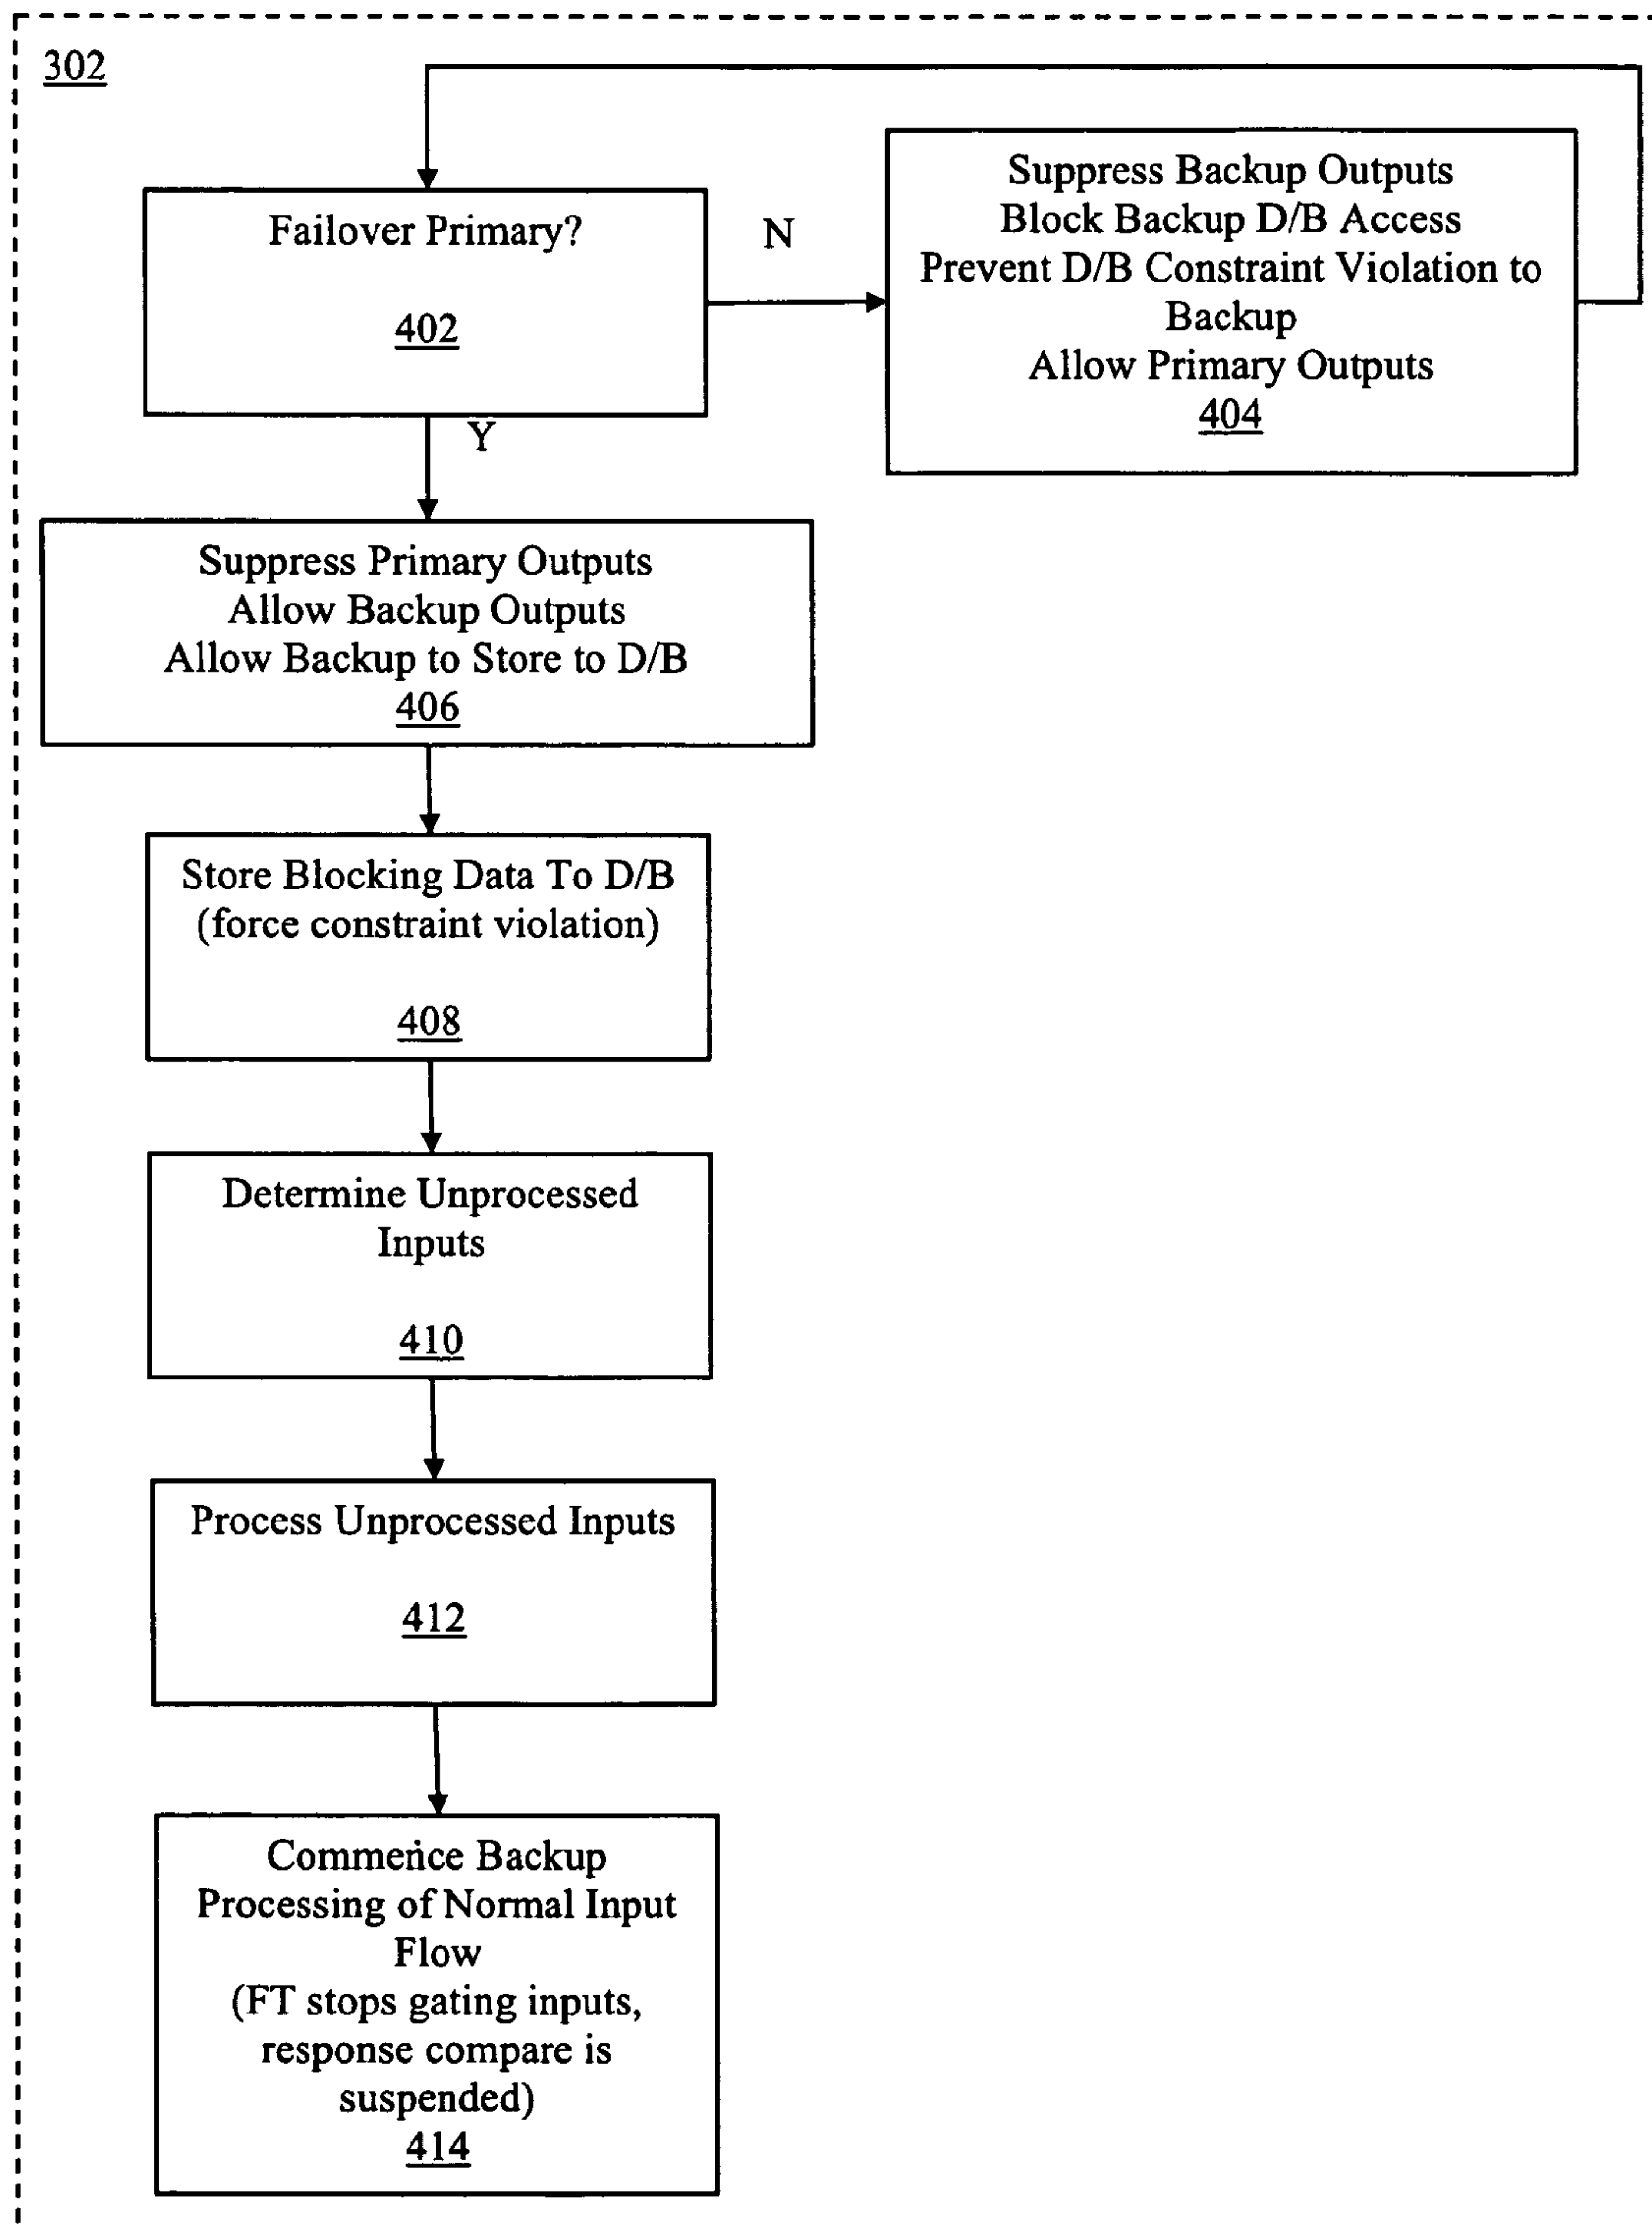 302
Failover Primary?
402
N
Suppress Backup Outputs
Block Backup D/B Access
Prevent D/B Constraint Violation to
Backup
Allow Primary Outputs
404
Y
Suppress Primary Outputs
Allow Backup Outputs
Allow Backup to Store to D/B
406
Store Blocking Data To D/B
(force constraint violation)
408
Determine Unprocessed
Inputs
410
Process Unprocessed Inputs
412
Commence Backup
Processing of Normal Input
Flow
(FT stops gating inputs,
response compare is
suspended)
414